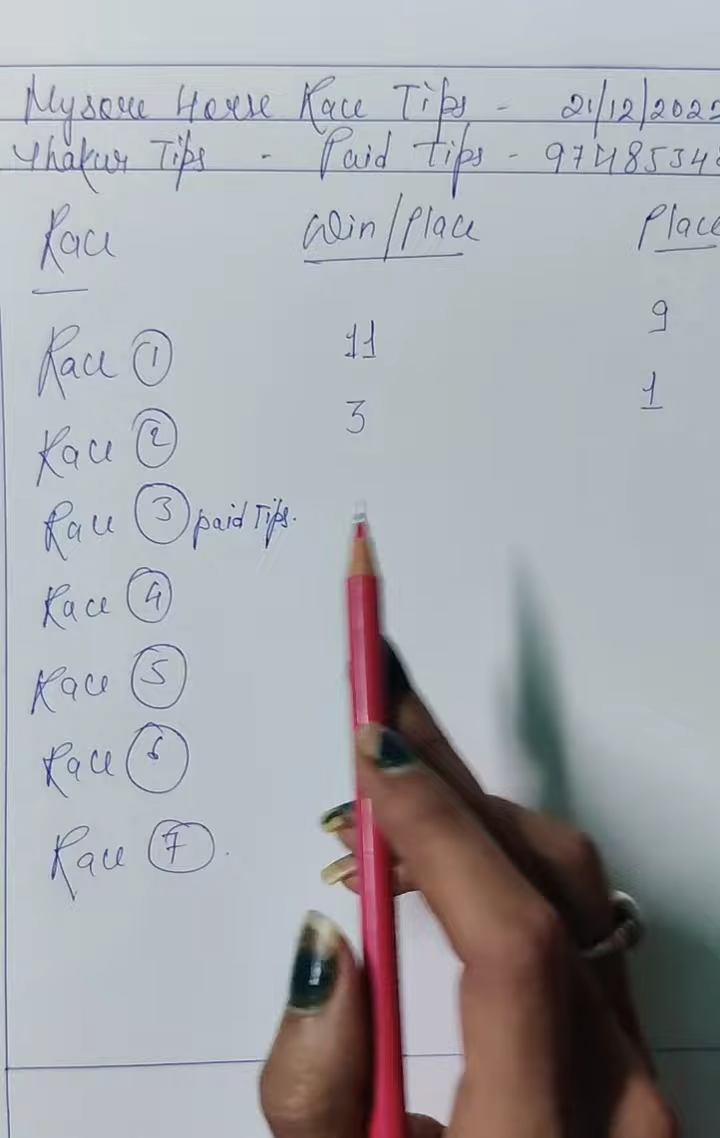 Mysore Horse Race Tips - 21/12/2022
Thakur Tips - Paid Tips - 97485348
Race Win/Place Place
Race 1 11 9
Race 2 3 1
Race 3 paid Tips.
Race 4
Race 5
Race 6
Race 7.